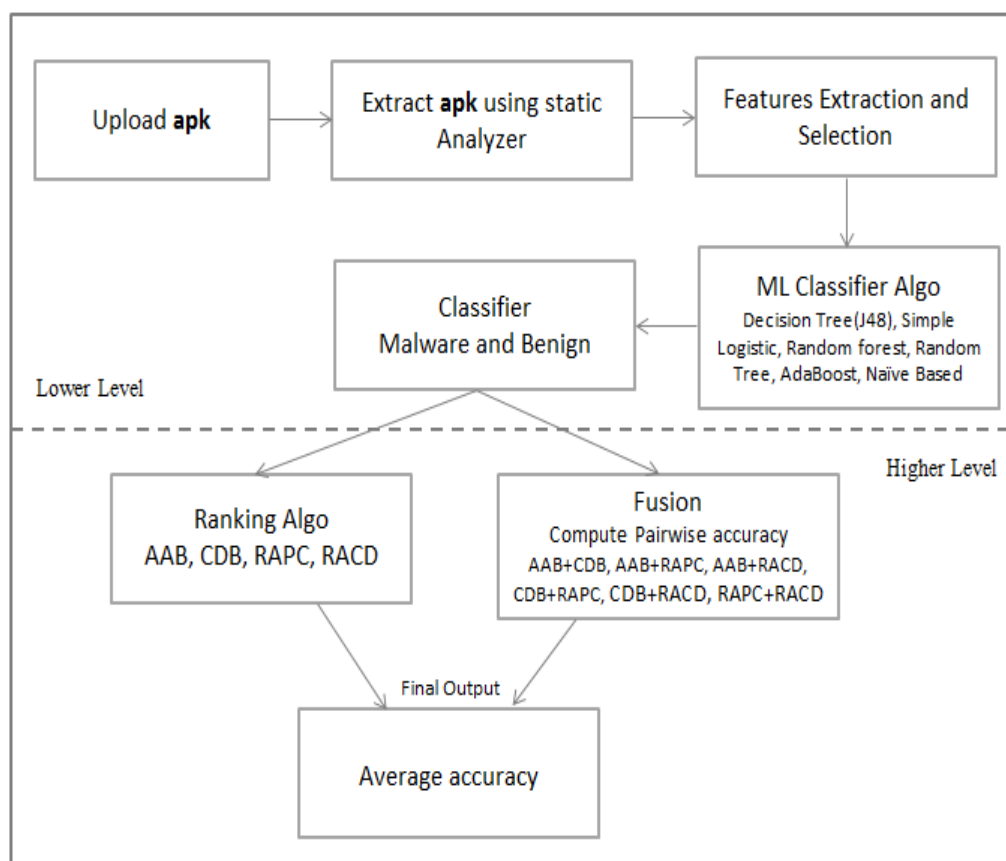 Upload apk
Extract apk using static
Analyzer
Features Extraction and
Selection
ML Classifier Algo
Decision Tree(J48), Simple
Logistic, Random forest, Random
Tree, AdaBoost, Naïve Based
Classifier
Malware and Benign
Lower Level
Higher Level
Ranking Algo
AAB, CDB, RAPC, RACD
Fusion
Compute Pairwise accuracy
AAB+CDB, AAB+RAPC, AAB+RACD,
CDB+RAPC, CDB+RACD, RAPC+RACD
Final Output
Average accuracy